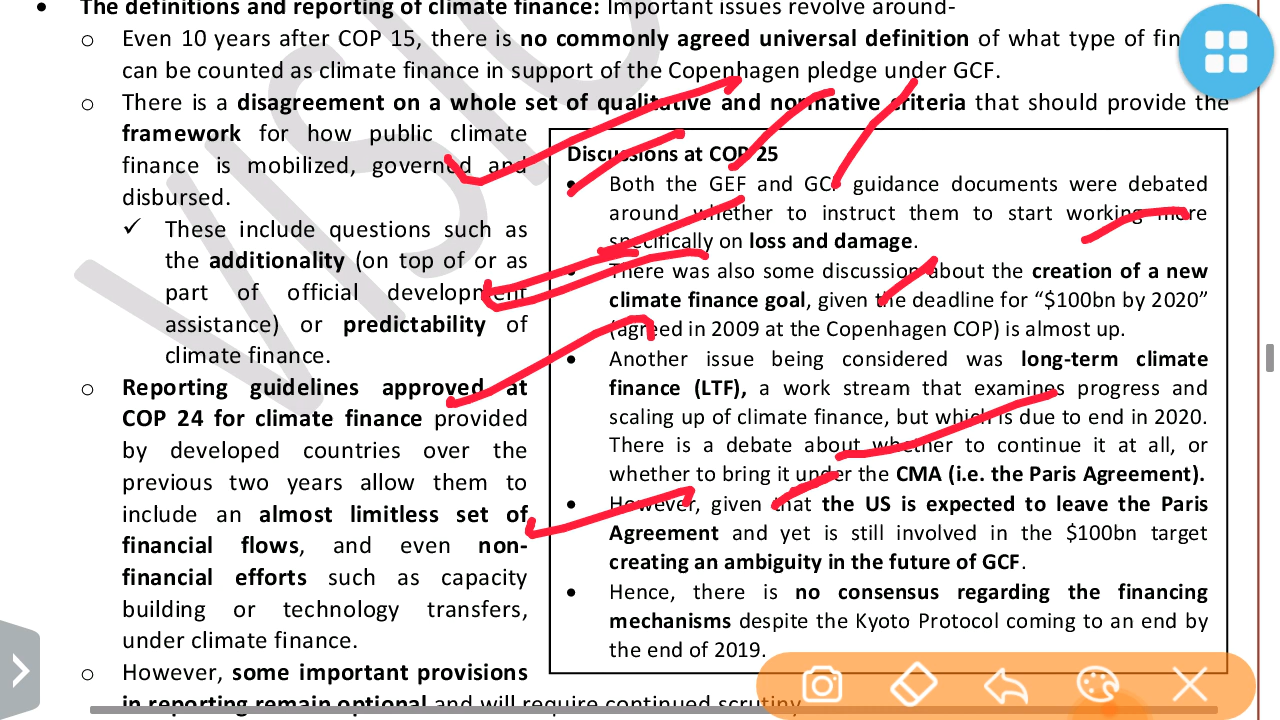 • The definitions and reporting of climate finance: Important issues revolve around-
o Even 10 years after COP 15, there is no commonly agreed universal definition of what type of fin
can be counted as climate finance in support of the Copenhagen pledge under GCF.
o There is a disagreement on a whole set of qualitative and normative criteria that should provide the
framework for how public climate
finance is mobilized, governed and
disbursed.
✓ These include questions such as
the additionality (on top of or as
part of official development
assistance) or predictability of
climate finance.
o Reporting guidelines approved at
COP 24 for climate finance provided
by developed countries over the
previous two years allow them to
include an almost limitless set of
financial flows, and even non-
financial efforts such as capacity
building or technology transfers,
under climate finance.
o However, some important provisions
in reporting remain optional and will require continued scrutiny
Discussions at COP 25
• Both the GEF and GCF guidance documents were debated
around whether to instruct them to start working more
specifically on loss and damage.
• There was also some discussion about the creation of a new
climate finance goal, given the deadline for “$100bn by 2020”
(agreed in 2009 at the Copenhagen COP) is almost up.
• Another issue being considered was long-term climate
finance (LTF), a work stream that examines progress and
scaling up of climate finance, but which is due to end in 2020.
There is a debate about whether to continue it at all, or
whether to bring it under the CMA (i.e. the Paris Agreement).
• However, given that the US is expected to leave the Paris
Agreement and yet is still involved in the $100bn target
creating an ambiguity in the future of GCF.
• Hence, there is no consensus regarding the financing
mechanisms despite the Kyoto Protocol coming to an end by
the end of 2019.